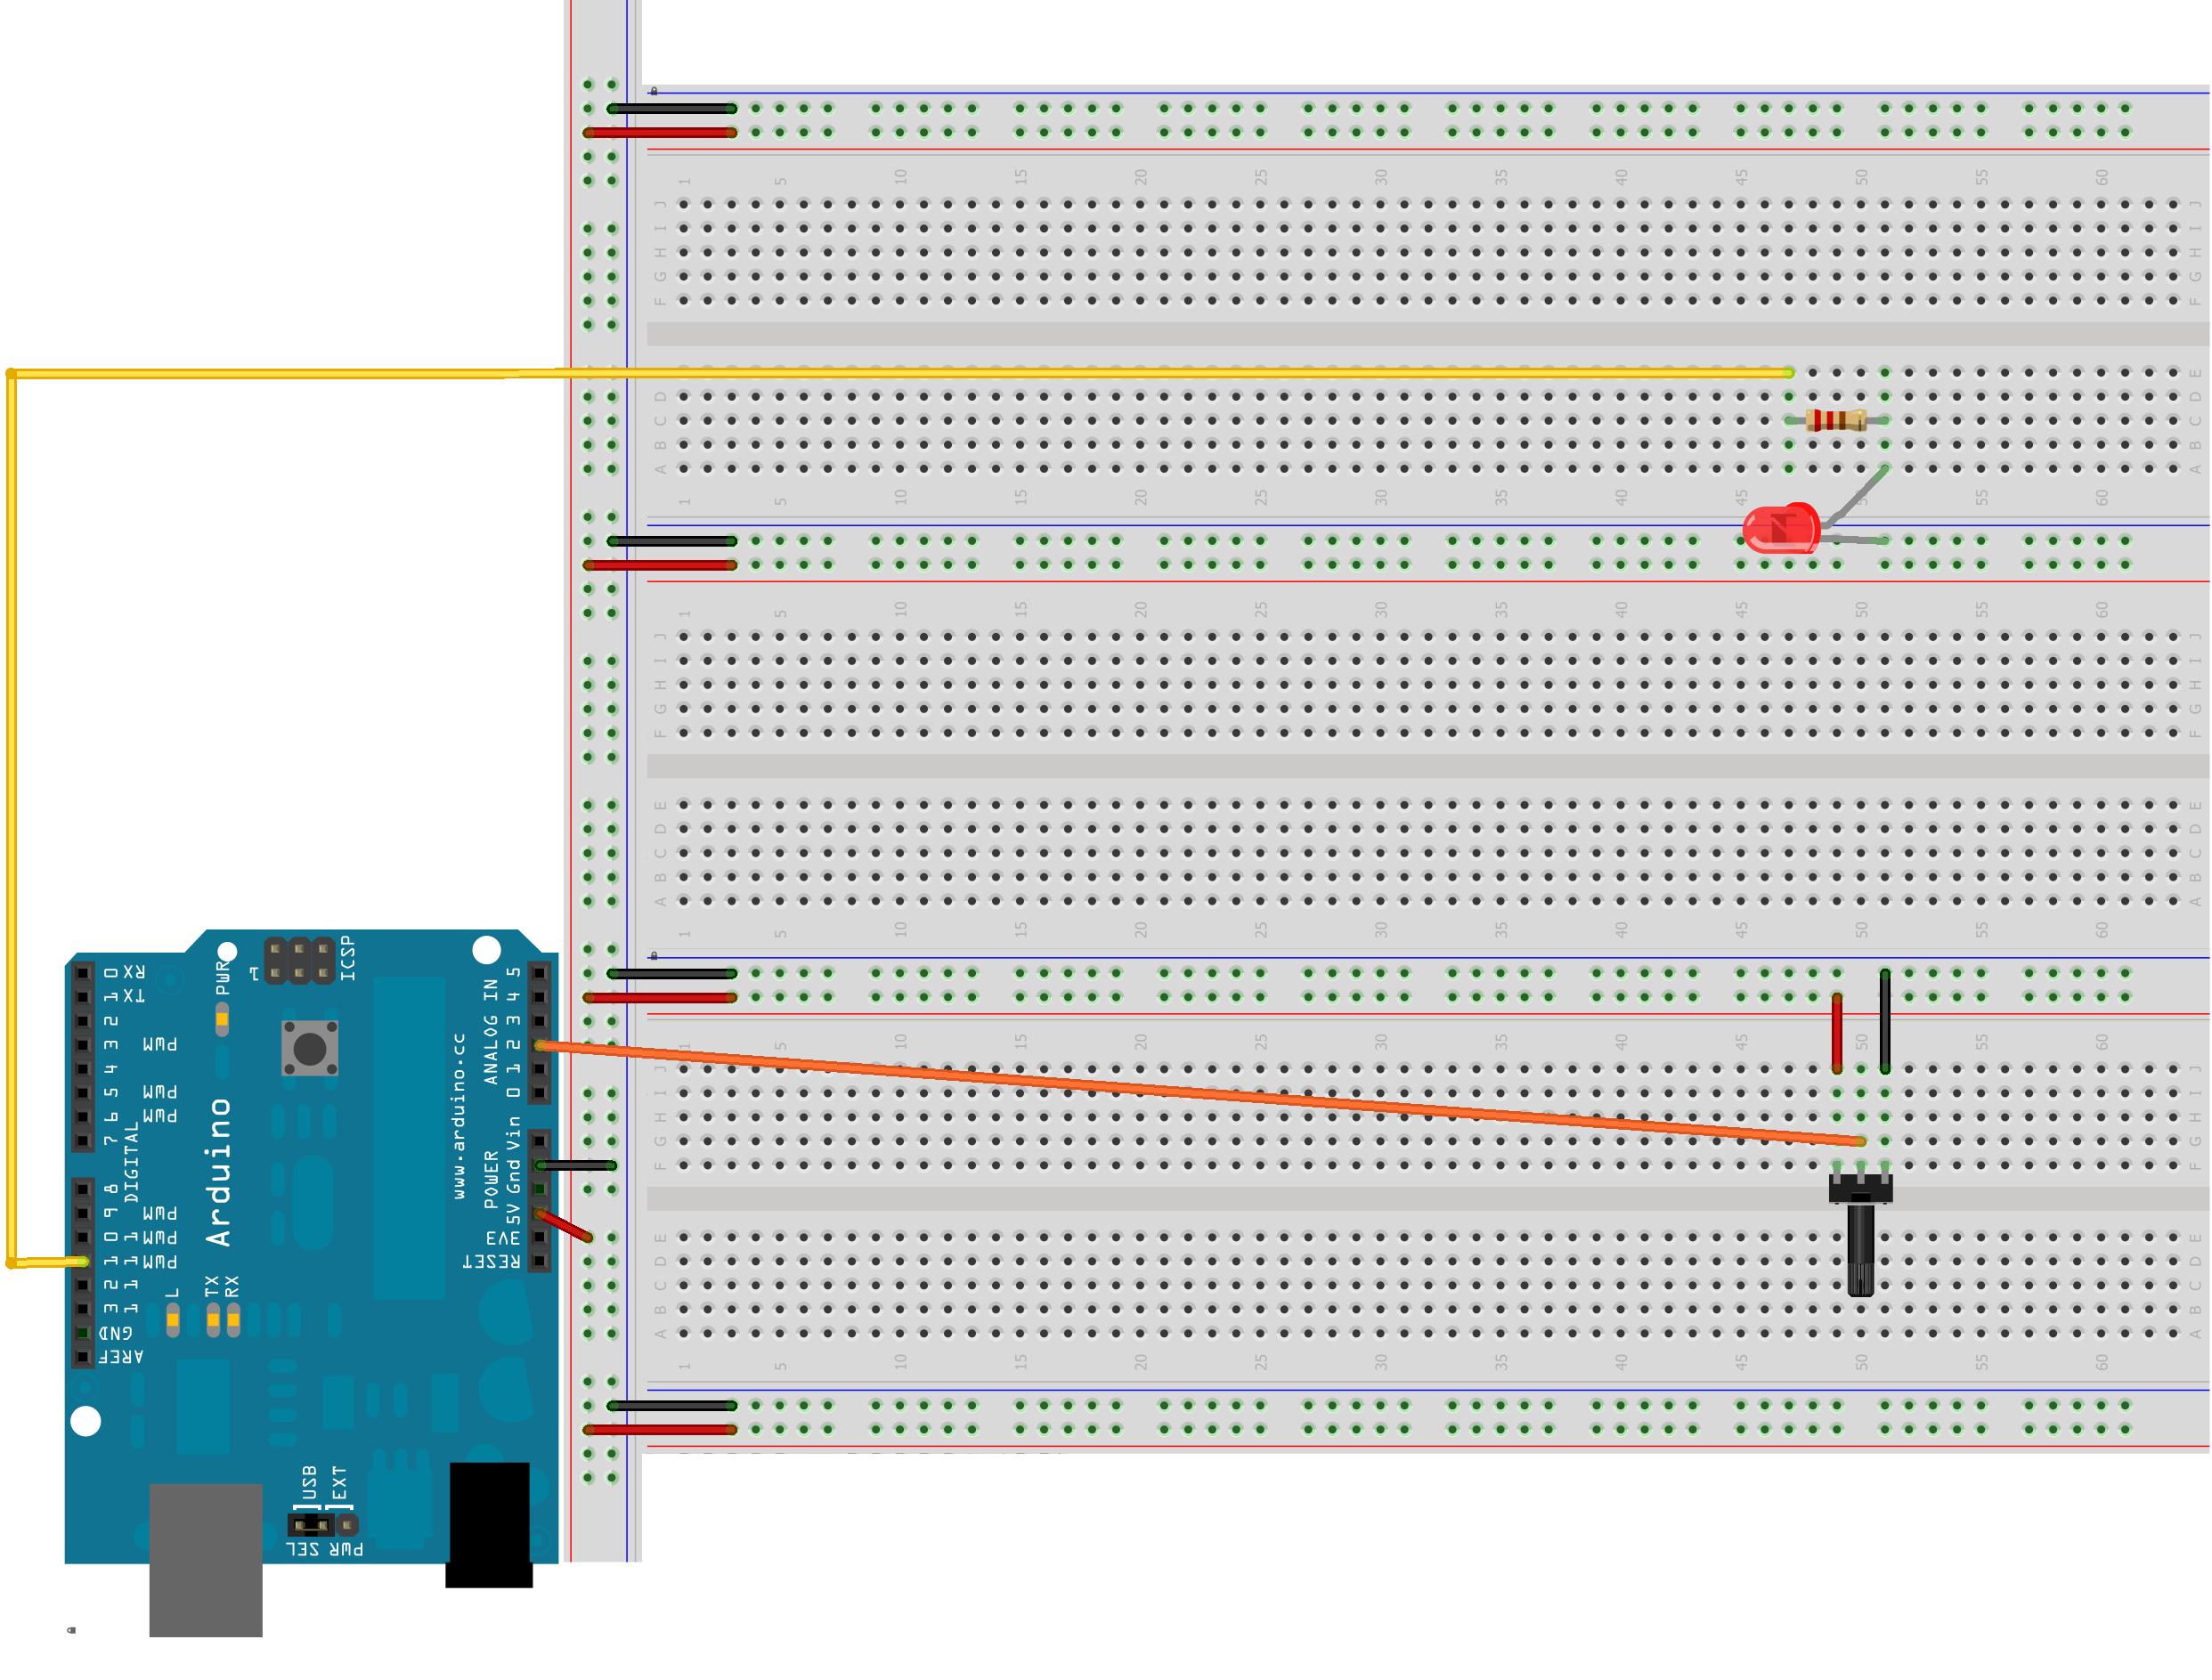 1 5 10 15 20 25 30 35 40 45 50 55 60
J J
I I
H H
G G
F F
E
D D
C C
B B
A A
1 5 10 15 20 25 30 35 40 45 50 55 60
1 5 10 15 20 25 30 35 40 45 50 55 60
J J
I I
H H
G G
F F
E E
D D
C C
B B
A A
1 5 10 15 20 25 30 35 40 45 50 55 60
1 5 10 15 20 25 30 35 40 45 50 55 60
J J
I I
H H
G G
F F
E E
D D
C C
B B
A A
1 5 10 15 20 25 30 35 40 45 50 55 60
RX 0
TX 1
2
PWM 3
4
PWM 5
PWM 6
7
DIGITAL
8
PWM 9
PWM 10
PWM 11
12
13
GND
AREF
PWR
1
ICSP
Arduino
www.arduino.cc
L
TX
RX
ANALOG IN
5
4
3
2
1
0
POWER
Vin
Gnd
5V
3V3
RESET
USB
EXT
PWR SEL